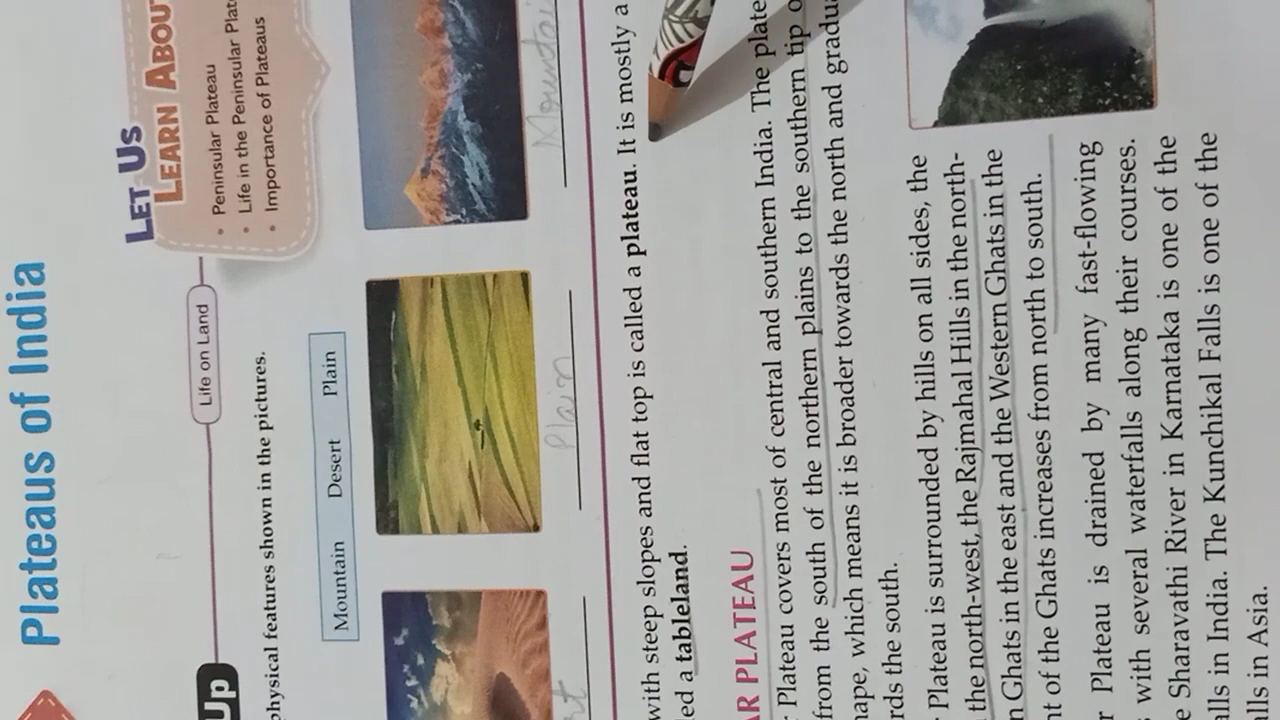 Plateaus of India
LET US
LEARN ABOUT
• Peninsular Plateau
• Life in the Peninsular Plat
• Importance of Plateaus
Life on Land
Up
physical features shown in the pictures.
Mountain Desert Plain
rt
Plain
Mountai
with steep slopes and flat top is called a plateau. It is mostly a
led a tableland.
AR PLATEAU
Plateau covers most of central and southern India. The plate
from the south of the northern plains to the southern tip o
hape, which means it is broader towards the north and gradua
rds the south.
Plateau is surrounded by hills on all sides, the
the north-west, the Rajmahal Hills in the north-
n Ghats in the east and the Western Ghats in the
nt of the Ghats increases from north to south.
r Plateau is drained by many fast-flowing
s with several waterfalls along their courses.
e Sharavathi River in Karnataka is one of the
alls in India. The Kunchikal Falls is one of the
alls in Asia.